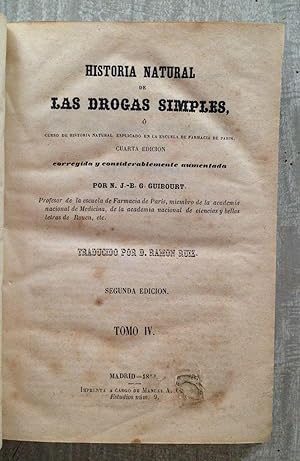 HISTORIA NATURAL
DE
LAS DROGAS SIMPLES,
Ó
CURSO DE HISTORIA NATURAL EXPLICADO EN LA ESCUELA DE FARMACIA DE PARIS,
CUARTA EDICION
corregida y considerablemente aumentada
POR N. J.-B. G. GUIBOURT.
Profesor de la escuela de Farmacia de Paris, miembro de la academia
nacional de Medicina, de la academia nacional de ciencias y bellas
letras de Rouen, etc.
TRADUCIDO POR D. RAMON RUIZ.
SEGUNDA EDICION.
TOMO IV.
MADRID—
IMPRENTA A CARGO DE MANUEL A.
Estudios núm. 9.